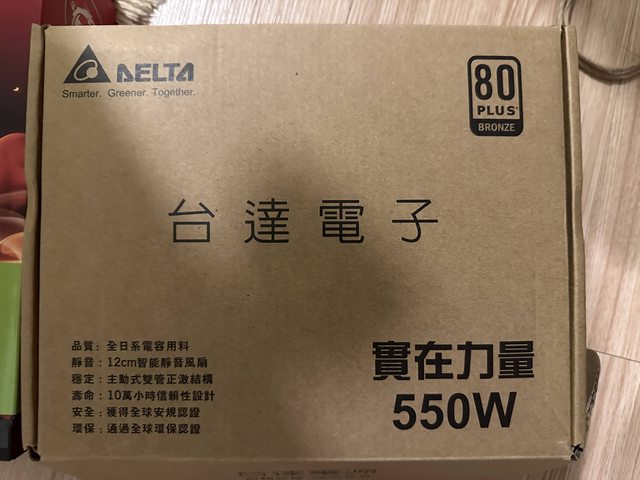 DELTA
Smarter. Greener. Together.
80
PLUS
BRONZE
台達電子
品質：全日系電容用料
靜音：12cm智能靜音風扇
穩定：主動式雙管正激結構
壽命：10萬小時信賴性設計
安全：獲得全球安規認證
環保：通過全球環保認證
實在力量
550W